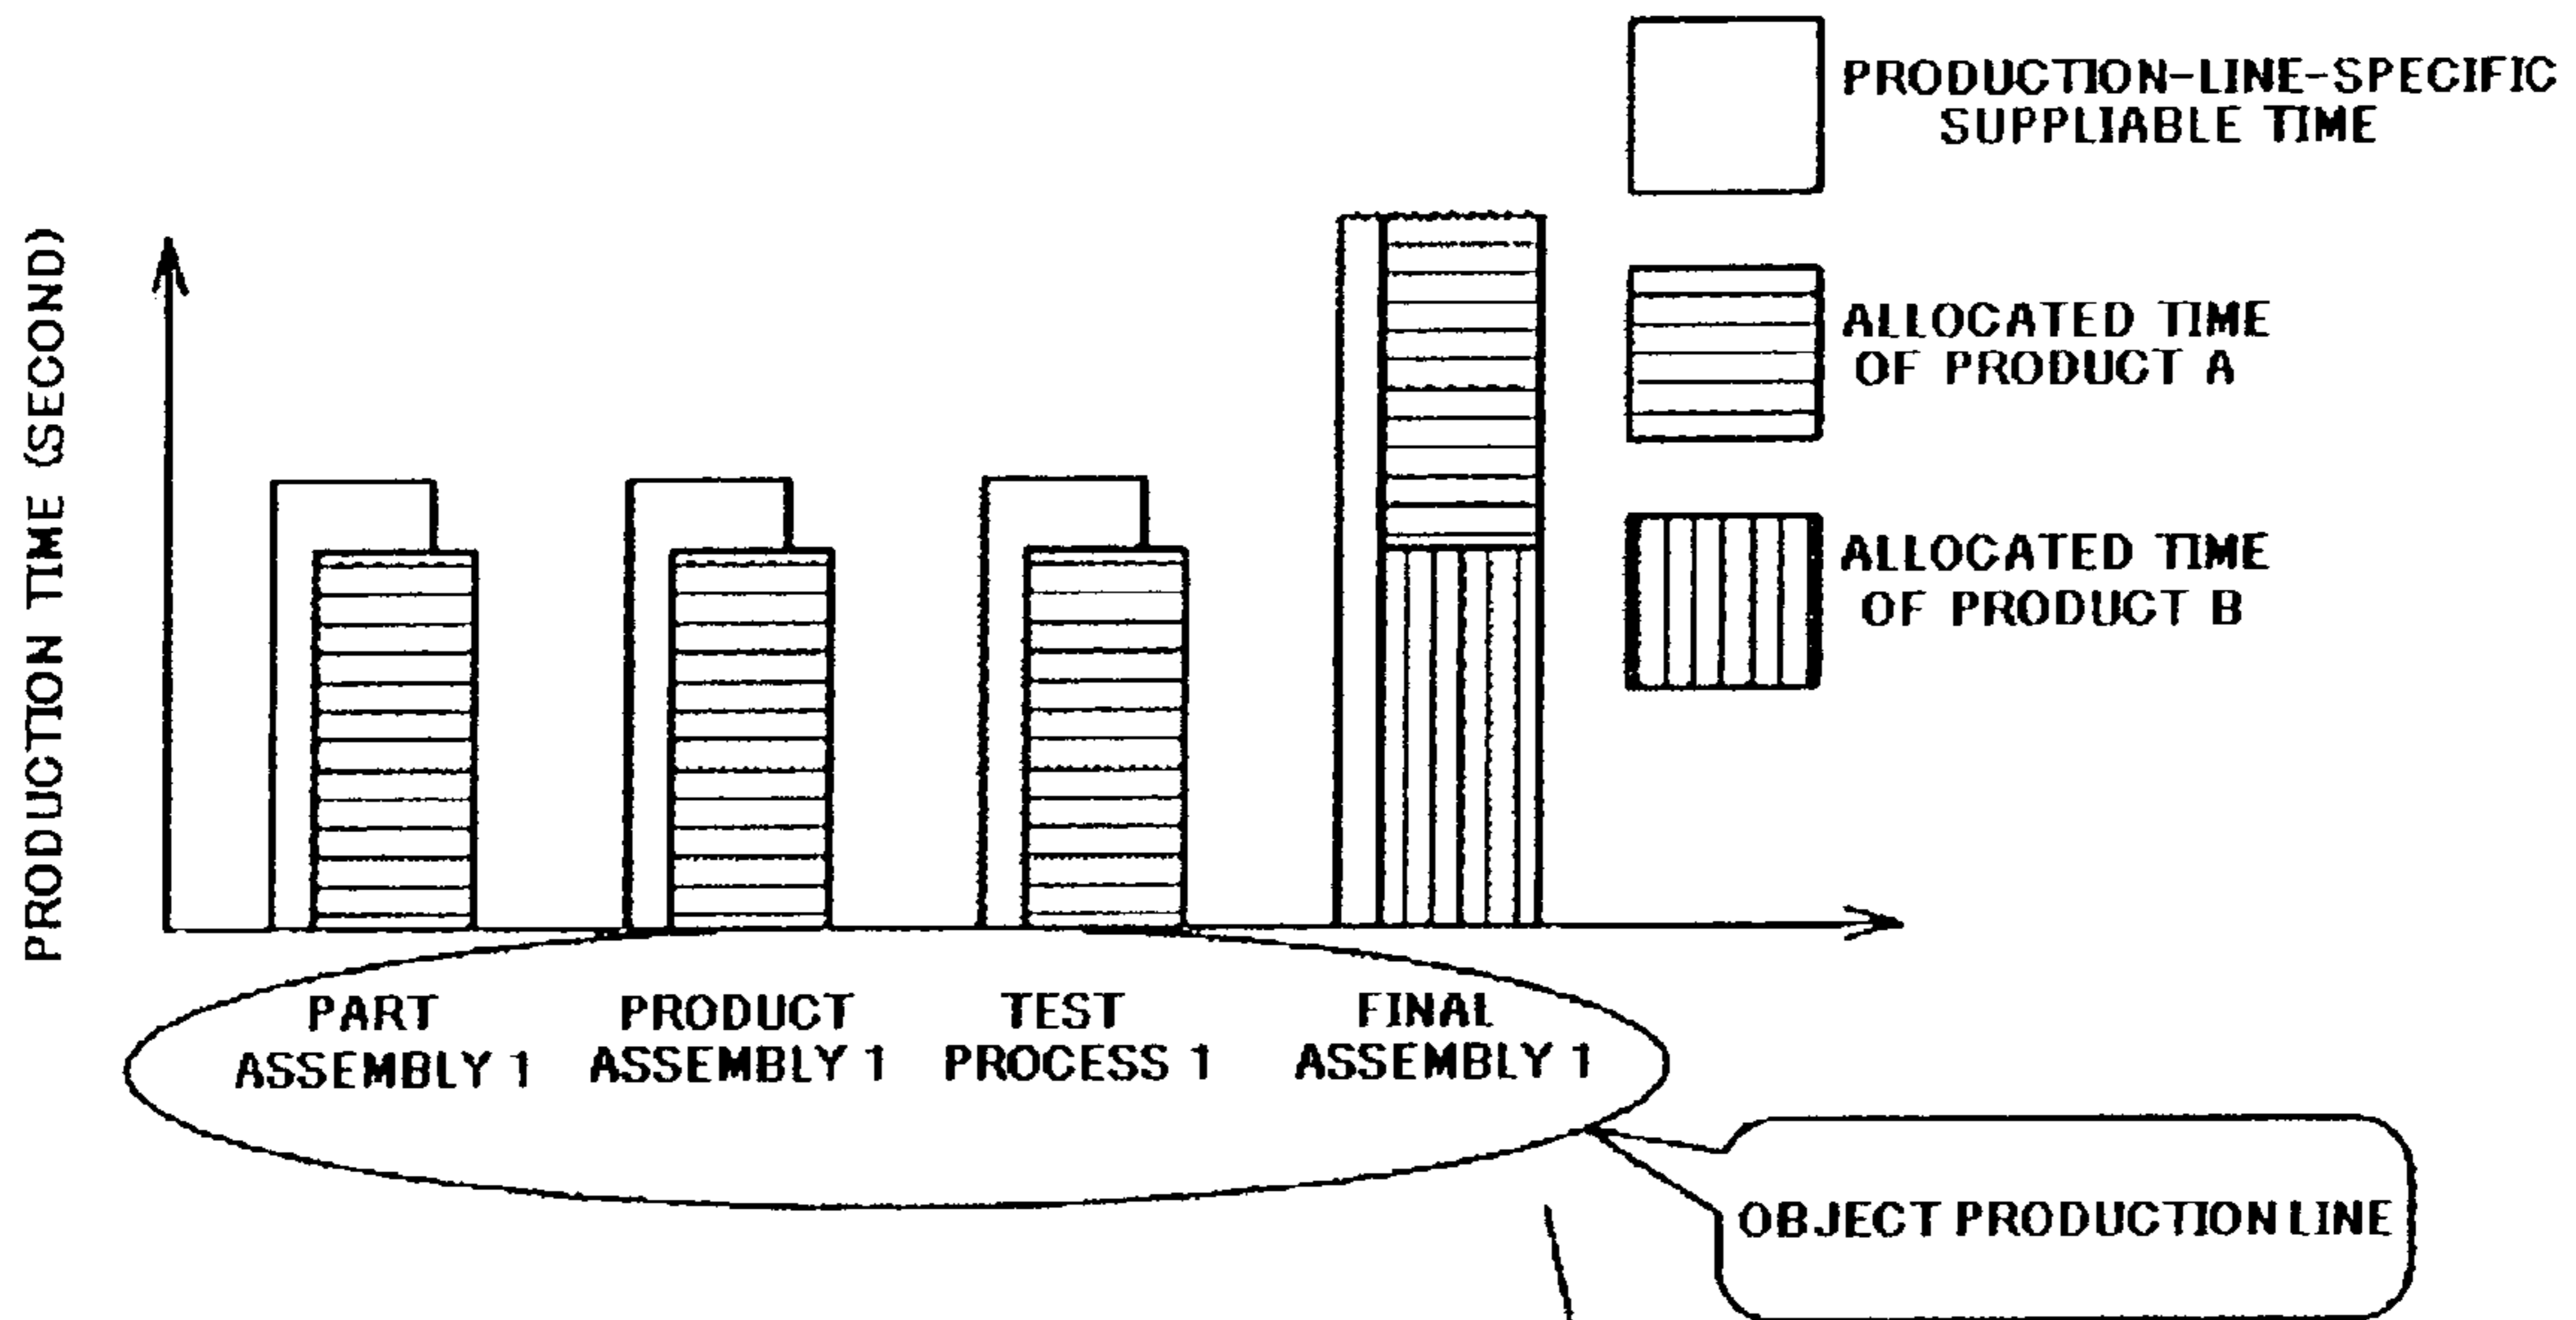 PRODUCTION TIME (SECOND)
PRODUCTION-LINE-SPECIFIC
SUPPLIABLE TIME
ALLOCATED TIME
OF PRODUCT A
ALLOCATED TIME
OF PRODUCT B
PART
ASSEMBLY 1
PRODUCT
ASSEMBLY 1
TEST
PROCESS 1
FINAL
ASSEMBLY 1
OBJECT PRODUCTION LINE